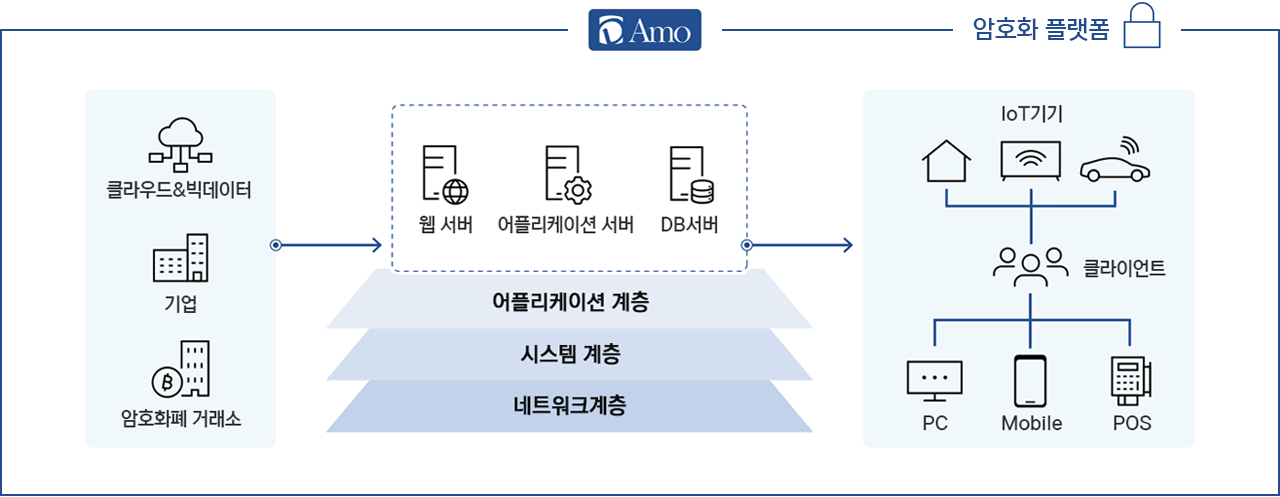 Amo
암호화 플랫폼
클라우드&빅데이터
기업
암호화폐 거래소
웹 서버
어플리케이션 서버
DB서버
어플리케이션 계층
시스템 계층
네트워크계층
IoT기기
클라이언트
PC
Mobile
POS